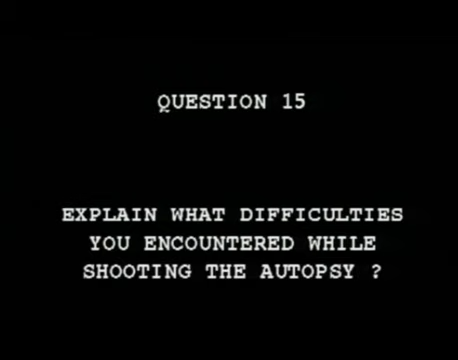 QUESTION 15
EXPLAIN WHAT DIFFICULTIES
YOU ENCOUNTERED WHILE
SHOOTING THE AUTOPSY ?